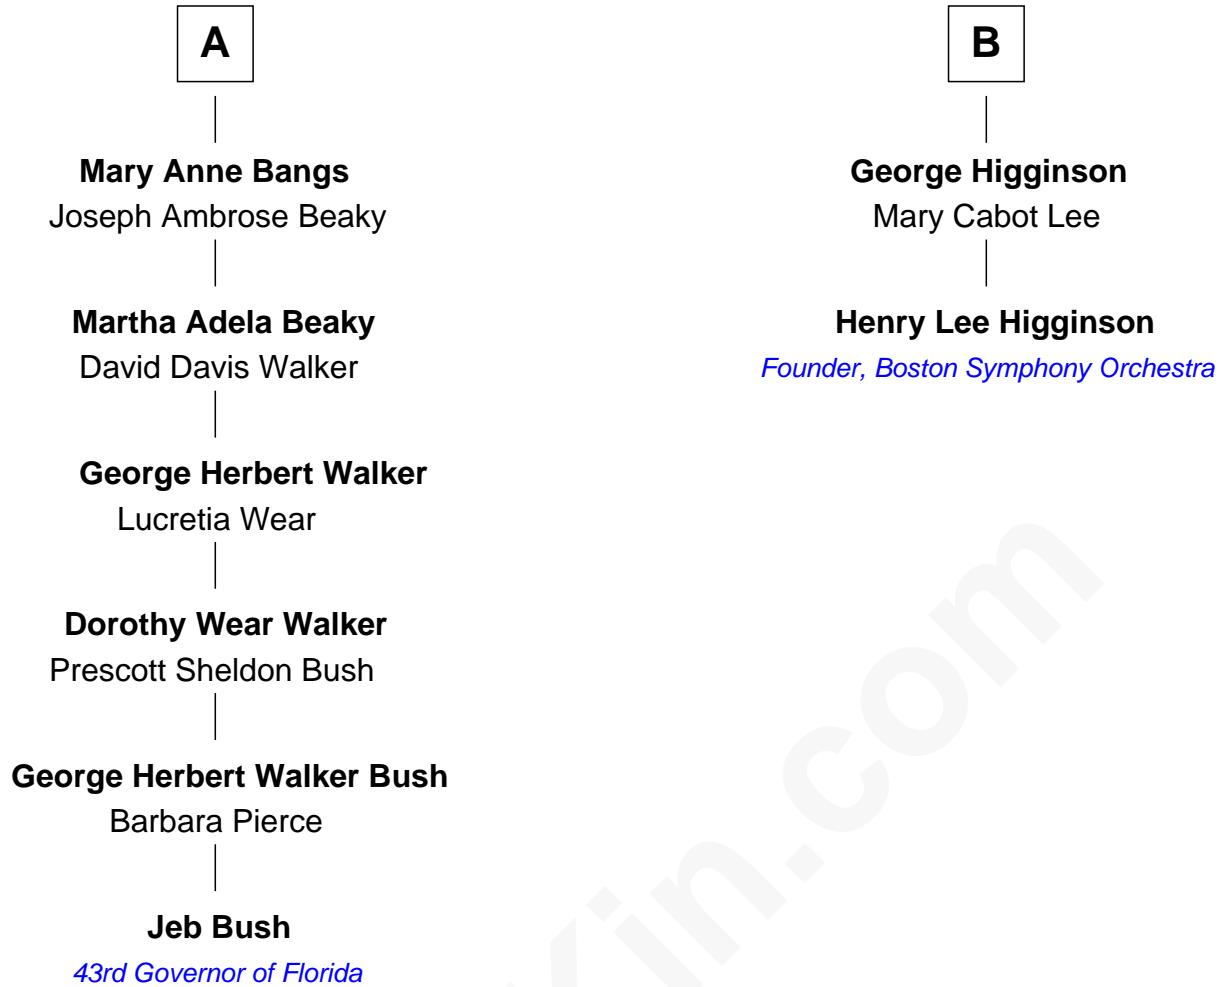 A
Mary Anne Bangs
Joseph Ambrose Beaky
Martha Adela Beaky
David Davis Walker
George Herbert Walker
Lucretia Wear
Dorothy Wear Walker
Prescott Sheldon Bush
George Herbert Walker Bush
Barbara Pierce
Jeb Bush
43rd Governor of Florida
B
George Higginson
Mary Cabot Lee
Henry Lee Higginson
Founder, Boston Symphony Orchestra